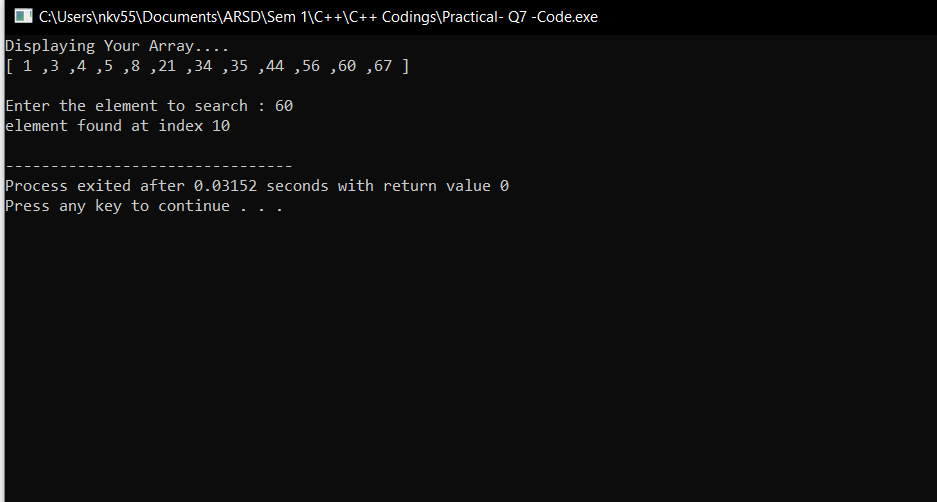 C:\Users\nkv55\Documents\ARSD\Sem 1\C++\C++ Codings\Practical- Q7 -Code.exe
Displaying Your Array....
[ 1 ,3 ,4 ,5 ,8 ,21 ,34 ,35 ,44 ,56 ,60 ,67 ]
Enter the element to search : 60
element found at index 10
--------------------------------
Process exited after 0.03152 seconds with return value 0
Press any key to continue . . .